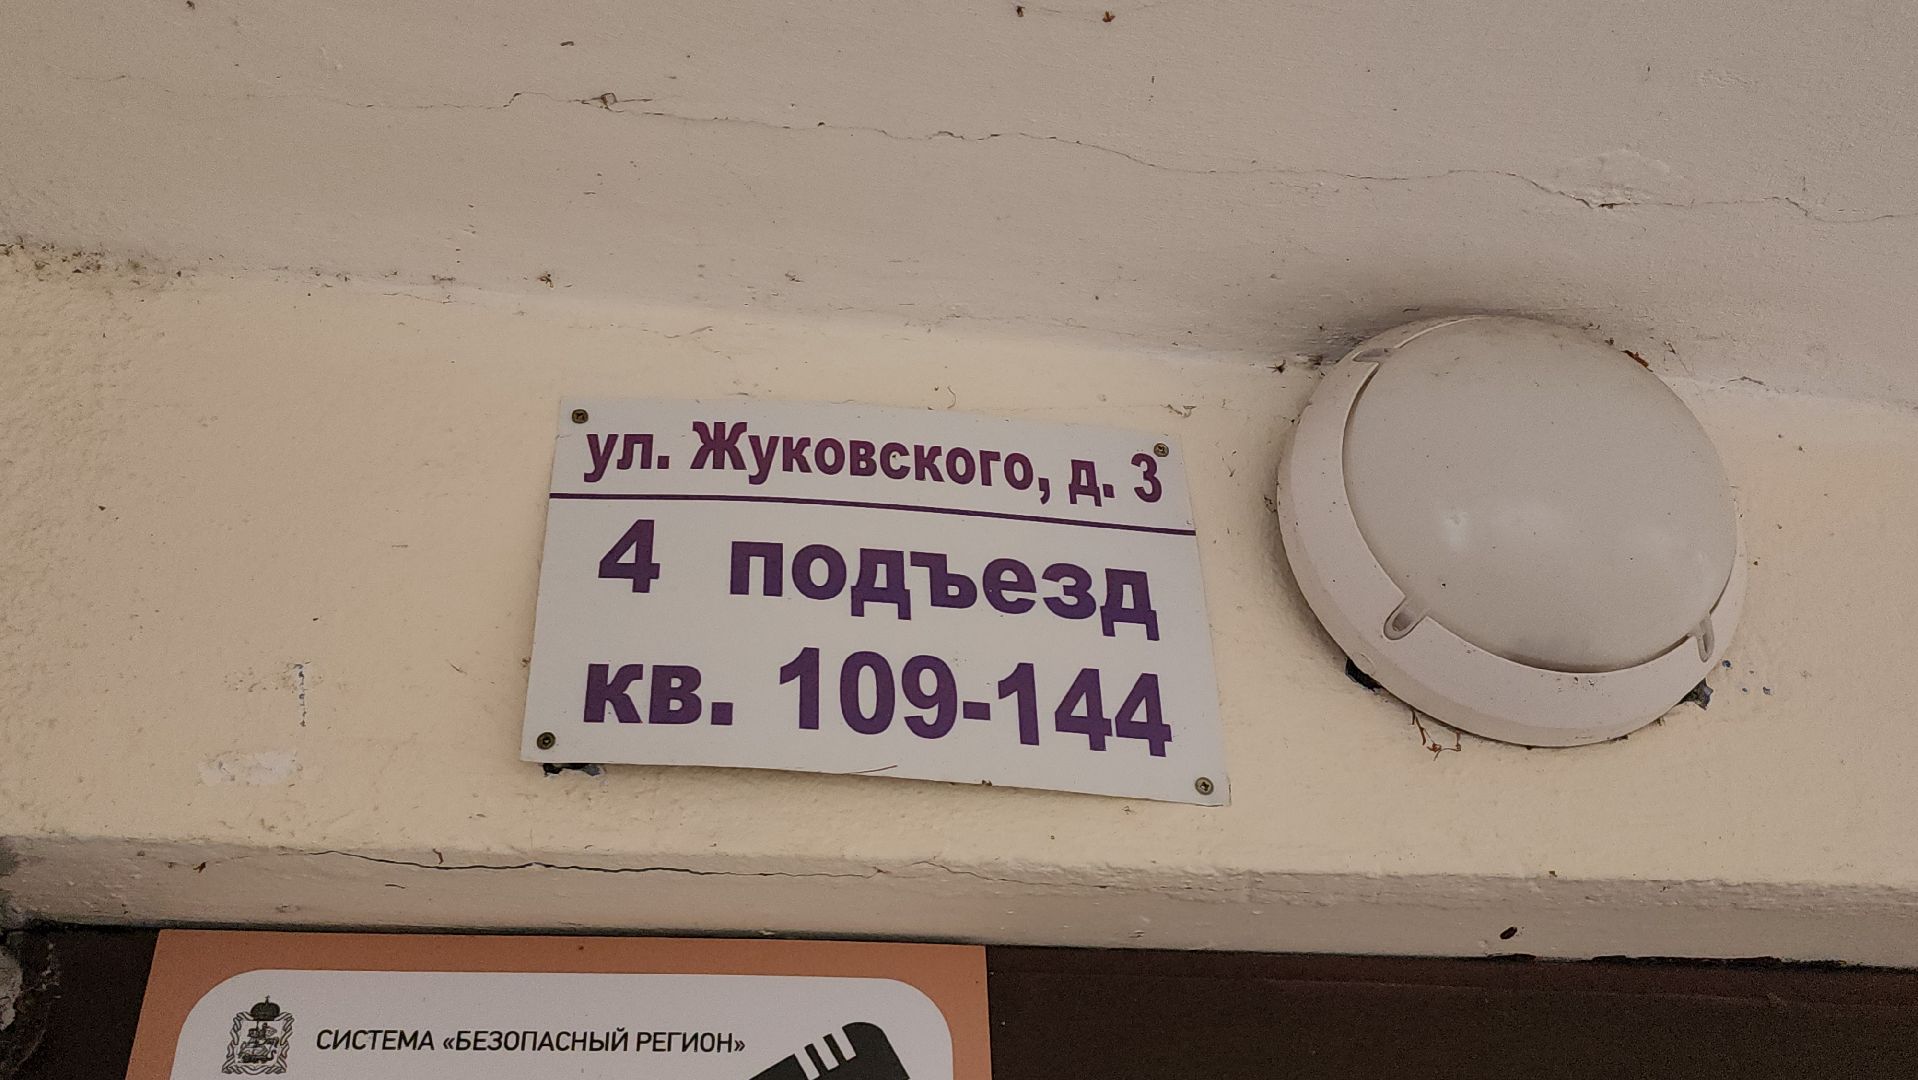 ул. Жуковского, д. 3
4 подъезд
кв. 109-144
СИСТЕМА «БЕЗОПАСНЫЙ РЕГИОН»